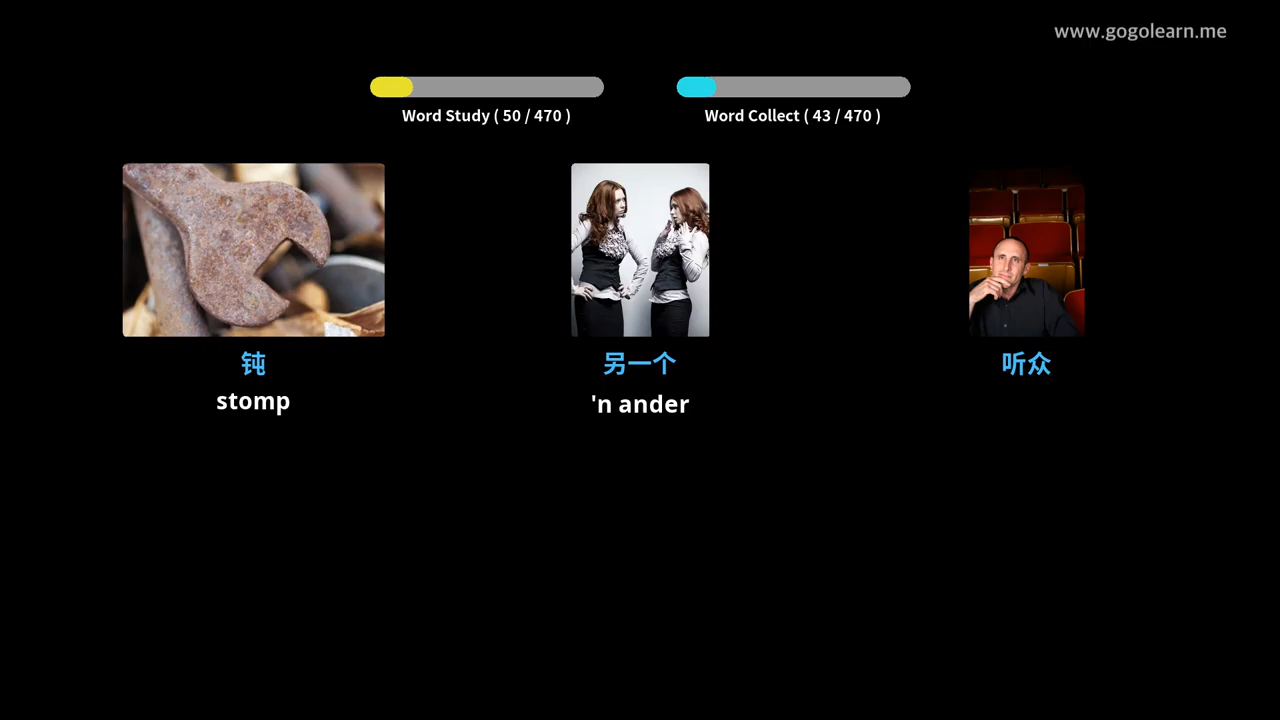 www.gogolearn.me
Word Study ( 50 / 470 )
Word Collect ( 43 / 470 )
钝
stomp
另一个
'n ander
听众